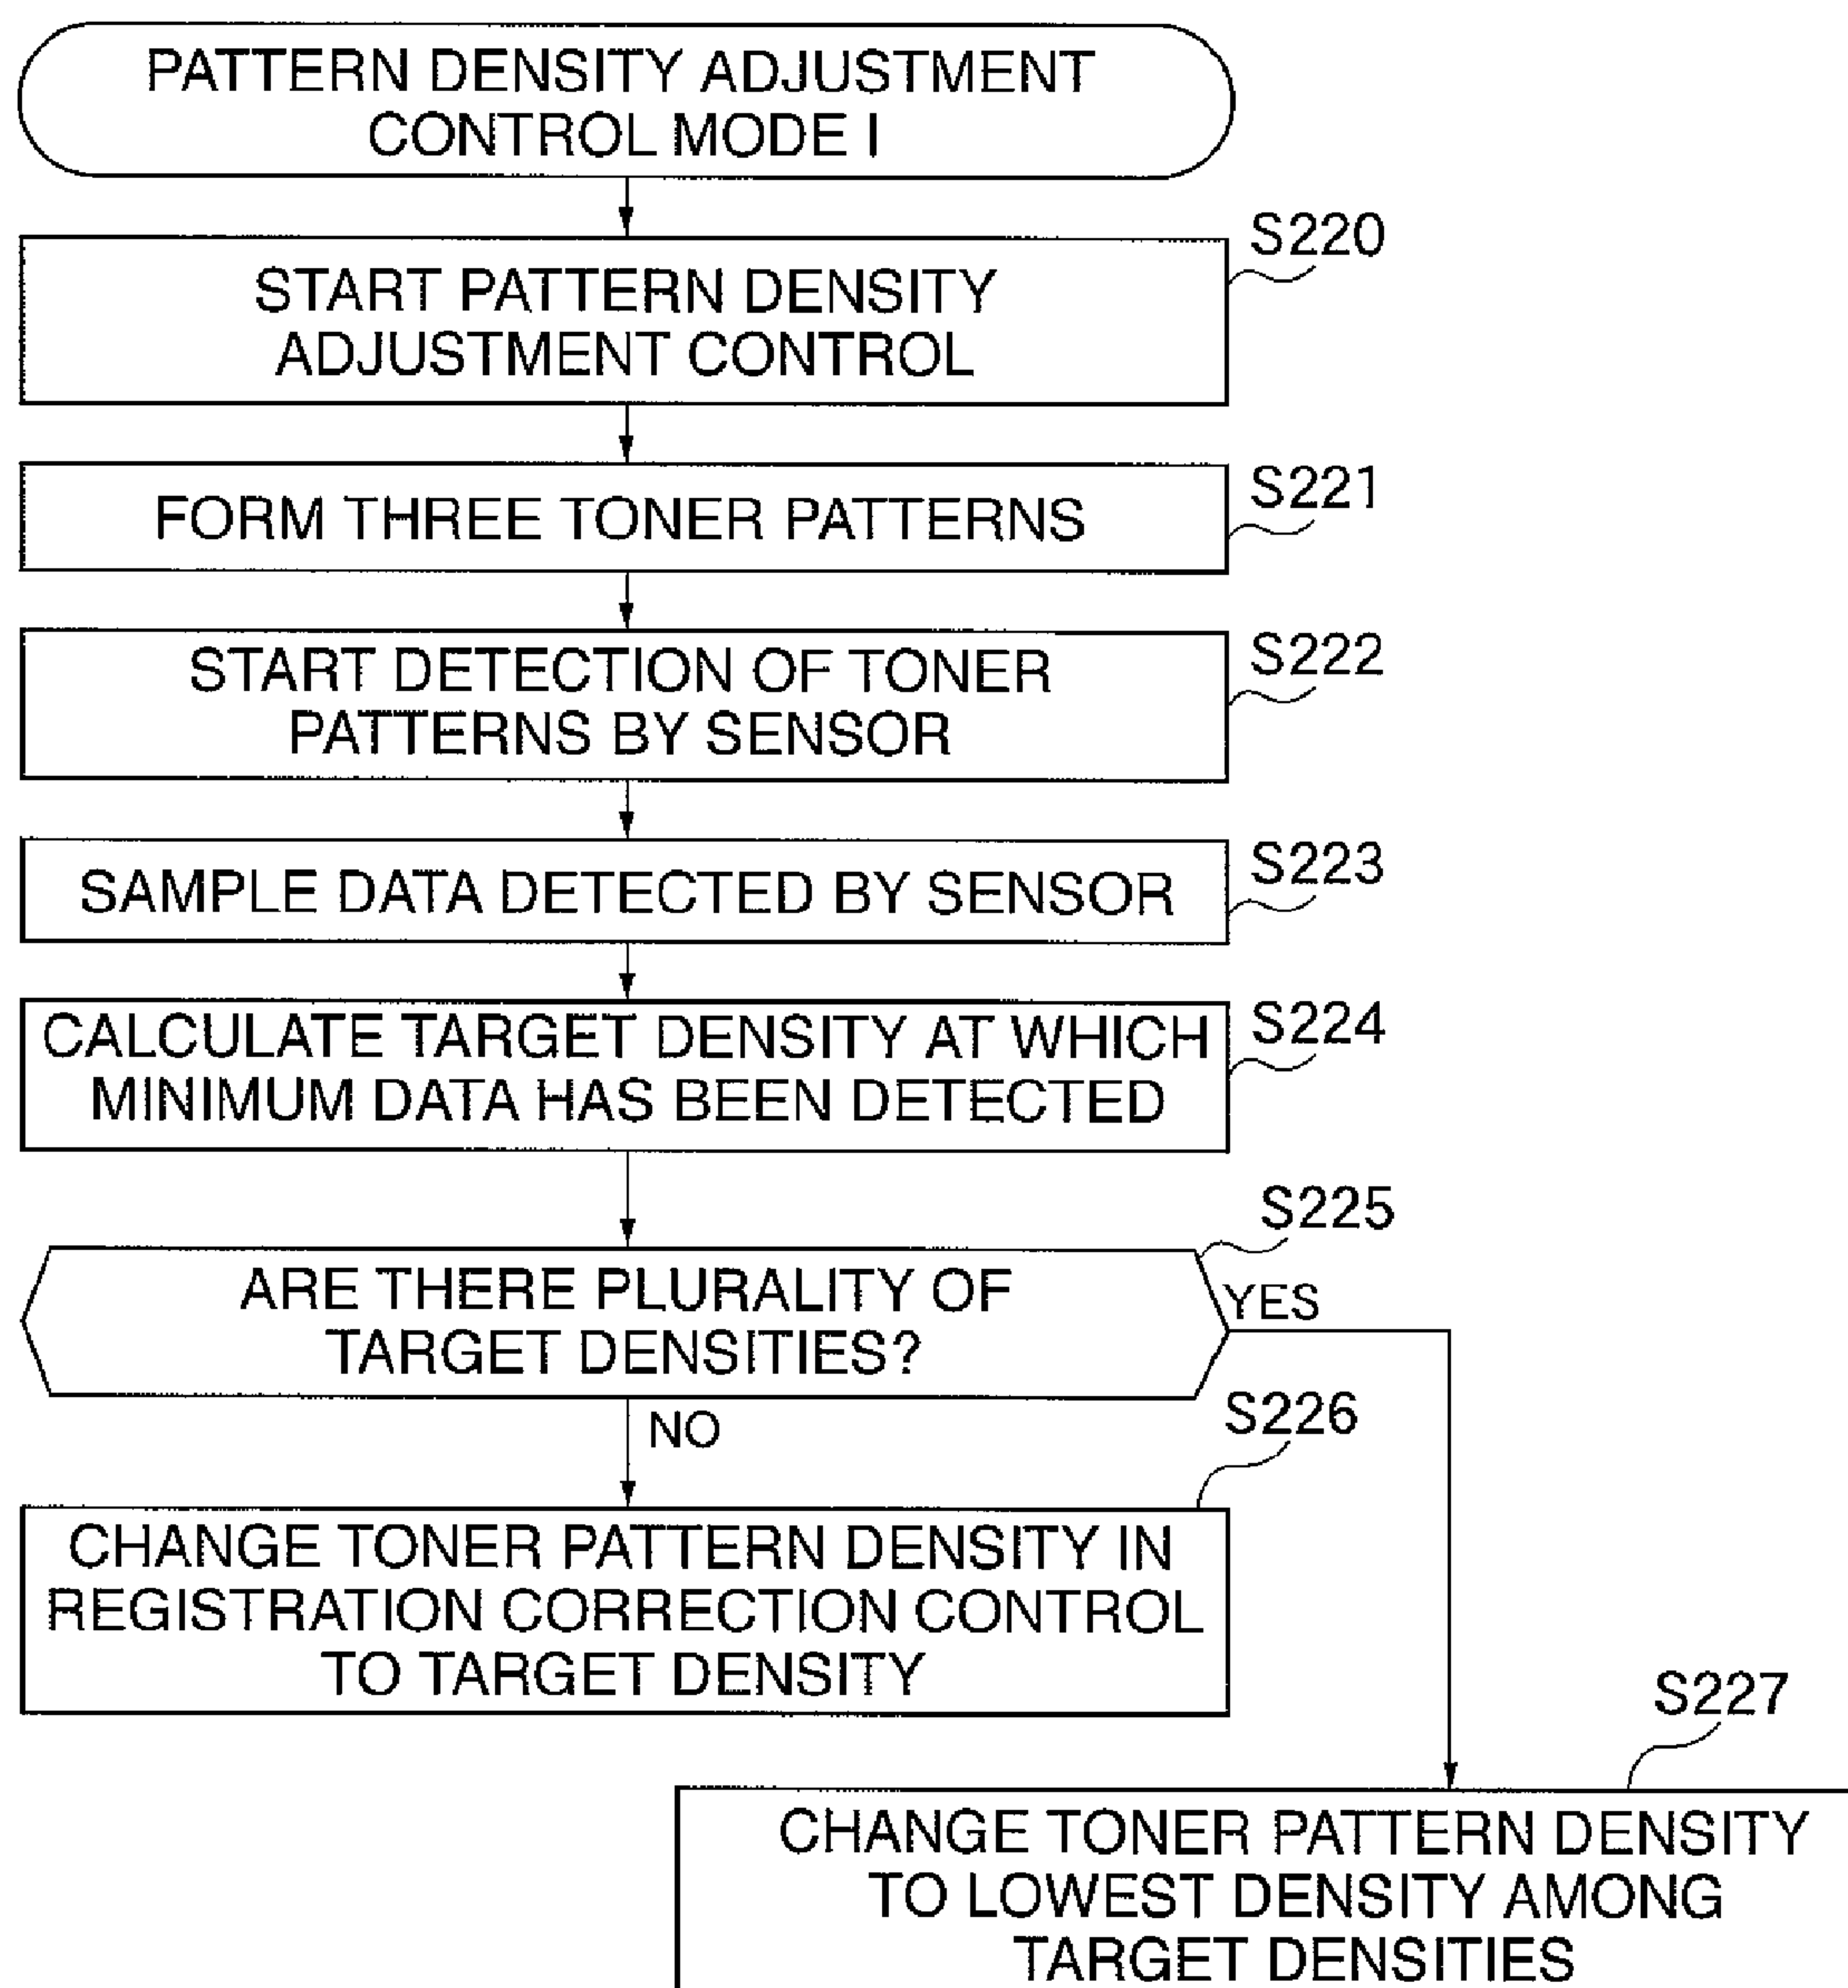 PATTERN DENSITY ADJUSTMENT
CONTROL MODE I
S220
START PATTERN DENSITY
ADJUSTMENT CONTROL
S221
FORM THREE TONER PATTERNS
S222
START DETECTION OF TONER
PATTERNS BY SENSOR
S223
SAMPLE DATA DETECTED BY SENSOR
S224
CALCULATE TARGET DENSITY AT WHICH
MINIMUM DATA HAS BEEN DETECTED
S225
ARE THERE PLURALITY OF
TARGET DENSITIES?
YES
NO
S226
CHANGE TONER PATTERN DENSITY IN
REGISTRATION CORRECTION CONTROL
TO TARGET DENSITY
S227
CHANGE TONER PATTERN DENSITY
TO LOWEST DENSITY AMONG
TARGET DENSITIES